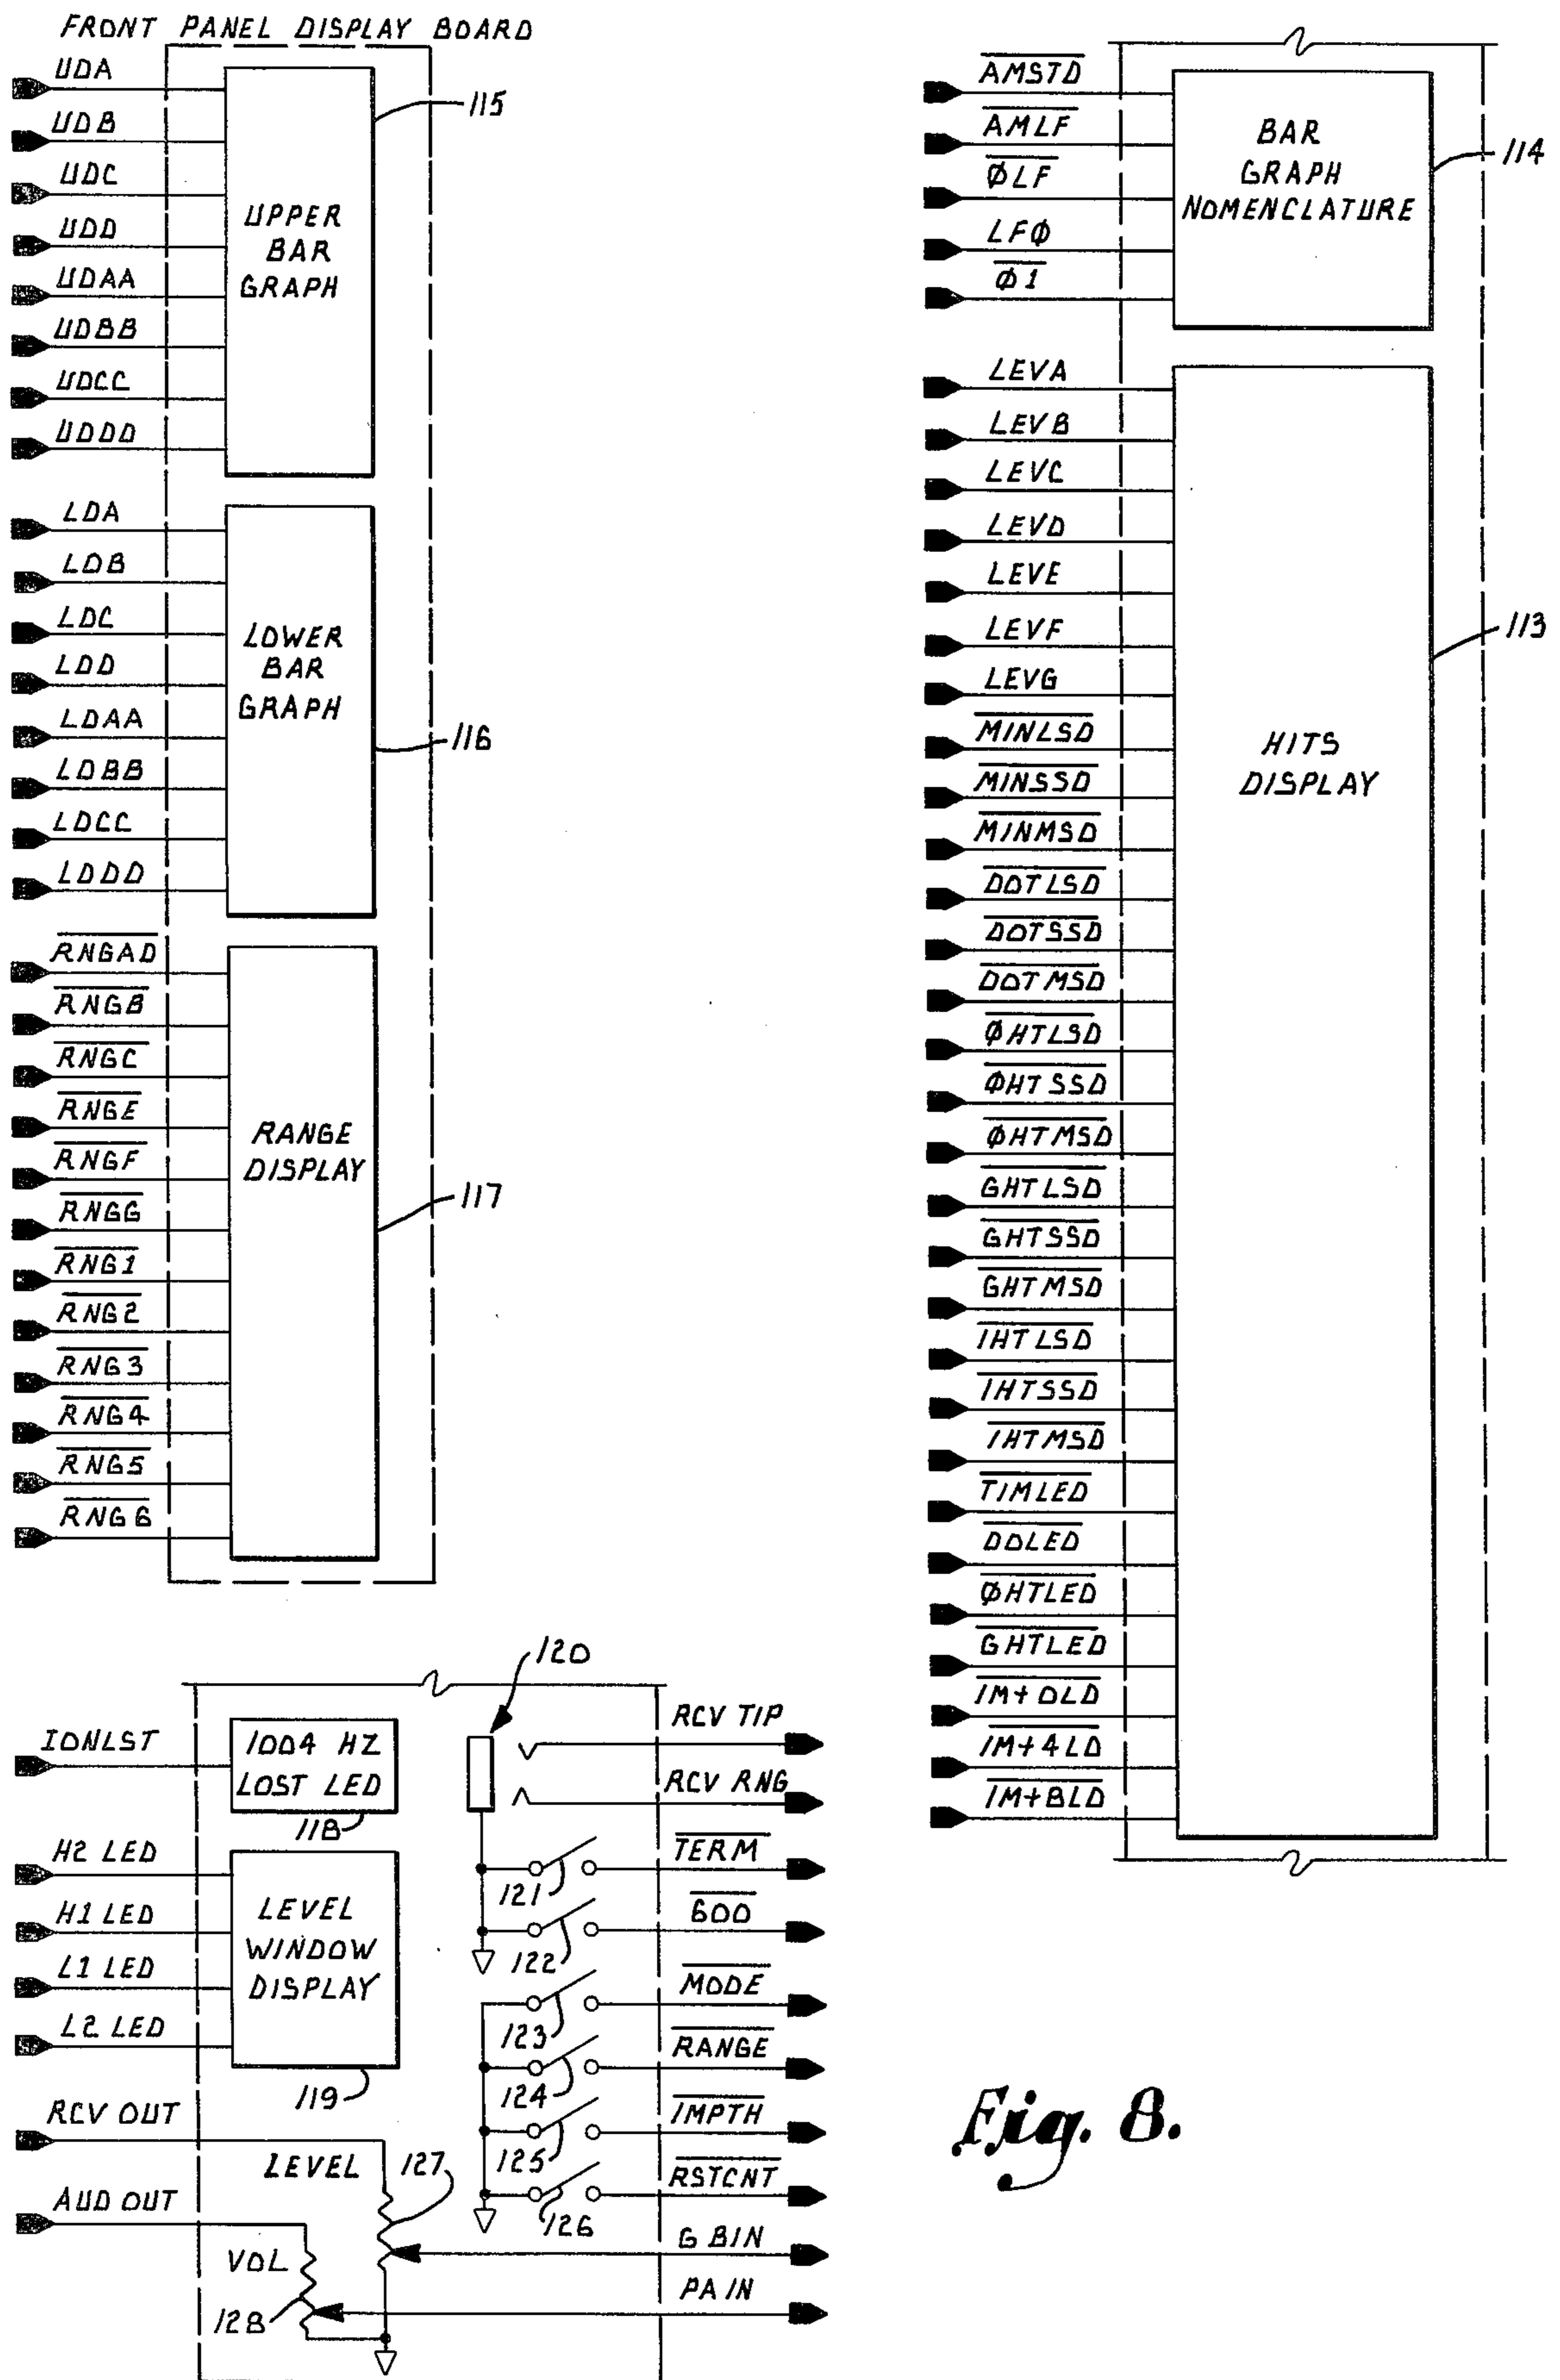 FRONT PANEL DISPLAY BOARD
UDA
UDB
UDC
UDD
UDAA
UDBB
UDCC
UDDD
UPPER
BAR
GRAPH
115
LDA
LDB
LDC
LDD
LDAA
LDBB
LDCC
LDDD
LOWER
BAR
GRAPH
116
RNGAD
RNGB
RNGC
RNGE
RNGF
RNGG
RNG1
RNG2
RNG3
RNG4
RNG5
RNG6
RANGE
DISPLAY
117
AMSTD
AMLF
ØLF
LFØ
Ø1
BAR
GRAPH
NOMENCLATURE
114
LEVA
LEVB
LEVC
LEVD
LEVE
LEVF
LEVG
MINLSD
MINSSD
MINMSD
DOTLSD
DOTSSD
DOTMSD
ØHTLSD
ØHTSSD
ØHTMSD
GHTLSD
GHTSSD
GHTMSD
IHTLSD
IHTSSD
IHTMSD
TIMLED
DOLED
ØHTLED
GHTLED
IM+0LD
IM+4LD
IM+8LD
HITS
DISPLAY
113
IONLST
1004 HZ
LOST LED
118
H2 LED
H1 LED
L1 LED
L2 LED
LEVEL
WINDOW
DISPLAY
119
RCV OUT
AUD OUT
LEVEL
127
VOL
128
120
RCV TIP
RCV RNG
TERM
121
600
122
MODE
123
RANGE
124
IMPTH
125
RSTCNT
126
G BIN
PA IN
Fig. 8.